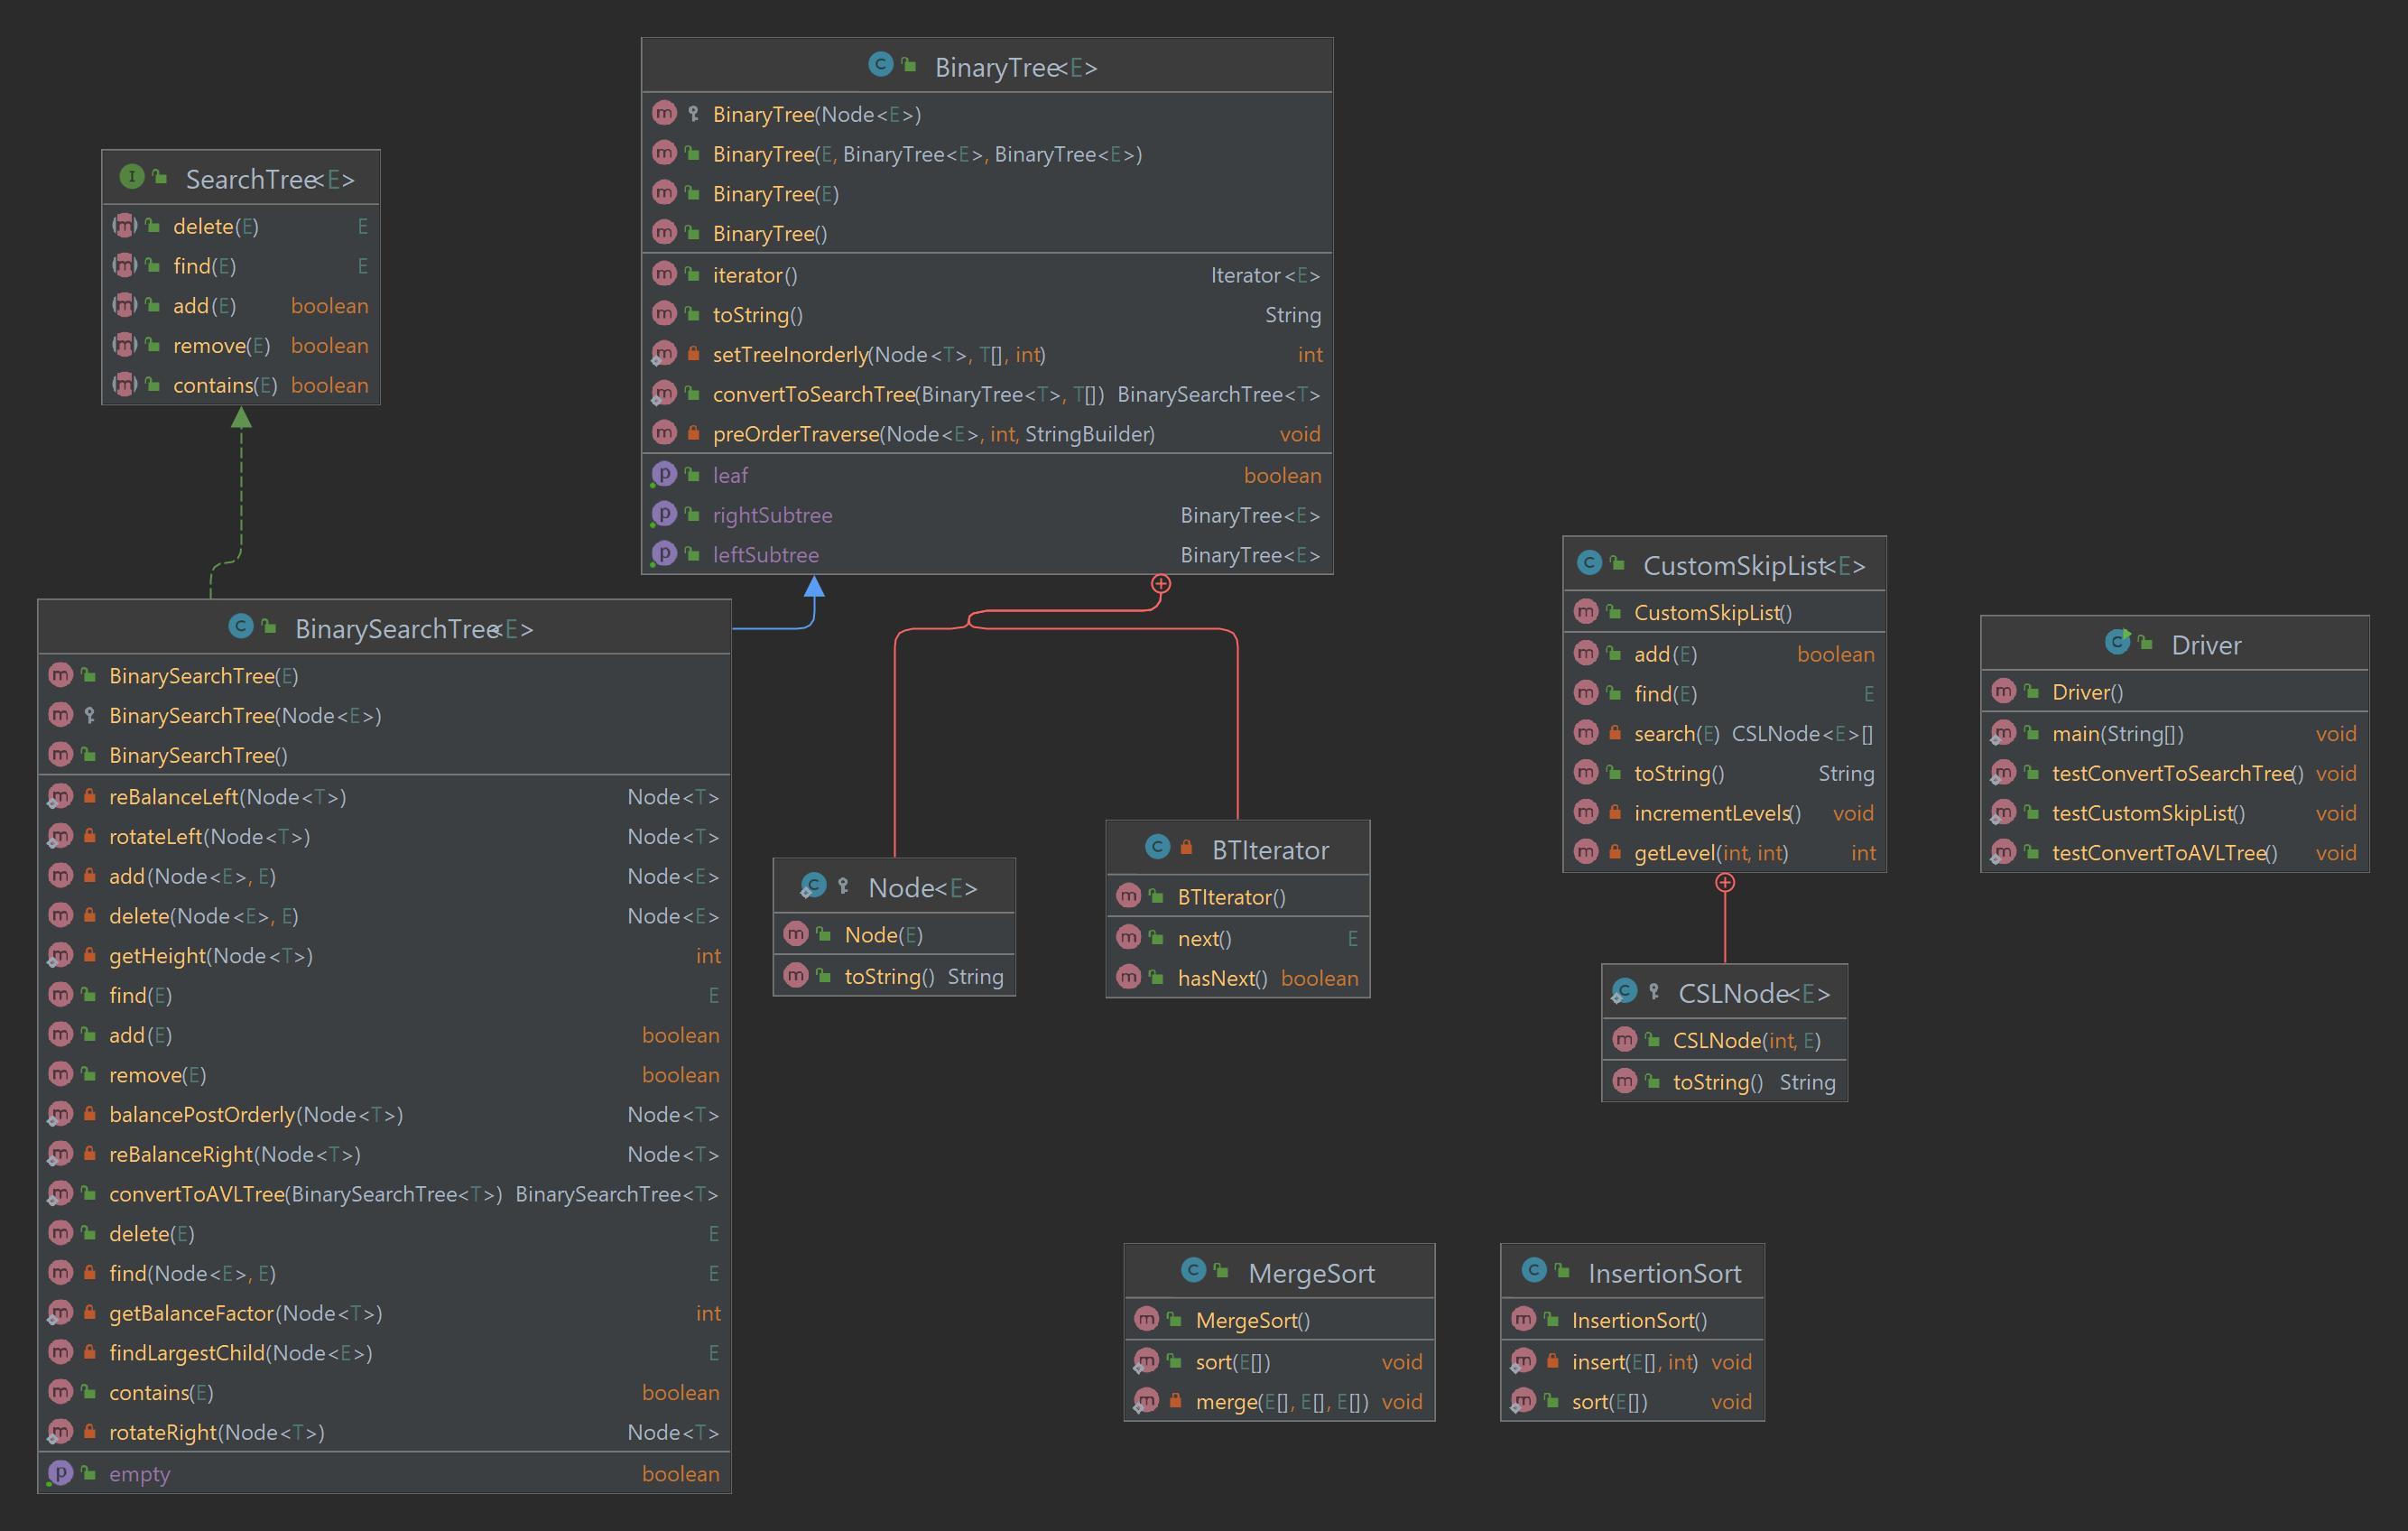 BinaryTree<E>
BinaryTree(Node<E>)
BinaryTree(E, BinaryTree<E>, BinaryTree<E>)
BinaryTree(E)
BinaryTree()
iterator() Iterator<E>
toString() String
setTreeInorderly(Node<T>, T[], int) int
convertToSearchTree(BinaryTree<T>, T[]) BinarySearchTree<T>
preOrderTraverse(Node<E>, int, StringBuilder) void
leaf boolean
rightSubtree BinaryTree<E>
leftSubtree BinaryTree<E>
SearchTree<E>
delete(E) E
find(E) E
add(E) boolean
remove(E) boolean
contains(E) boolean
BinarySearchTree<E>
BinarySearchTree(E)
BinarySearchTree(Node<E>)
BinarySearchTree()
reBalanceLeft(Node<T>) Node<T>
rotateLeft(Node<T>) Node<T>
add(Node<E>, E) Node<E>
delete(Node<E>, E) Node<E>
getHeight(Node<T>) int
find(E) E
add(E) boolean
remove(E) boolean
balancePostOrderly(Node<T>) Node<T>
reBalanceRight(Node<T>) Node<T>
convertToAVLTree(BinarySearchTree<T>) BinarySearchTree<T>
delete(E) E
find(Node<E>, E) E
getBalanceFactor(Node<T>) int
findLargestChild(Node<E>) E
contains(E) boolean
rotateRight(Node<T>) Node<T>
empty boolean
Node<E>
Node(E)
toString() String
BTIterator
BTIterator()
next() E
hasNext() boolean
CustomSkipList<E>
CustomSkipList()
add(E) boolean
find(E) E
search(E) CSLNode<E>[]
toString() String
incrementLevels() void
getLevel(int, int) int
CSLNode<E>
CSLNode(int, E)
toString() String
Driver
Driver()
main(String[]) void
testConvertToSearchTree() void
testCustomSkipList() void
testConvertToAVLTree() void
MergeSort
MergeSort()
sort(E[]) void
merge(E[], E[], E[]) void
InsertionSort
InsertionSort()
insert(E[], int) void
sort(E[]) void